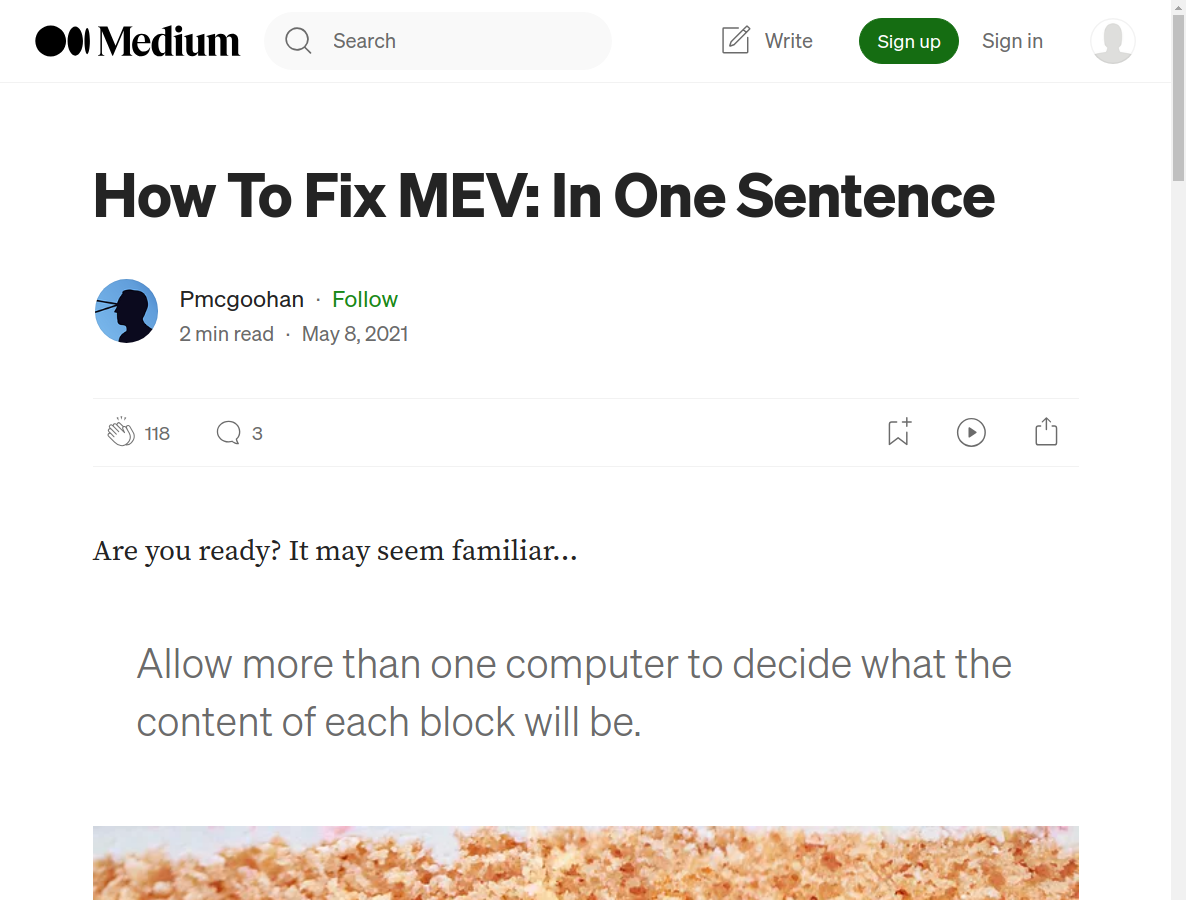 Medium
Search
Write
Sign up
Sign in
How To Fix MEV: In One Sentence
Pmcgoohan · Follow
2 min read · May 8, 2021
118
3
Are you ready? It may seem familiar…
Allow more than one computer to decide what the
content of each block will be.